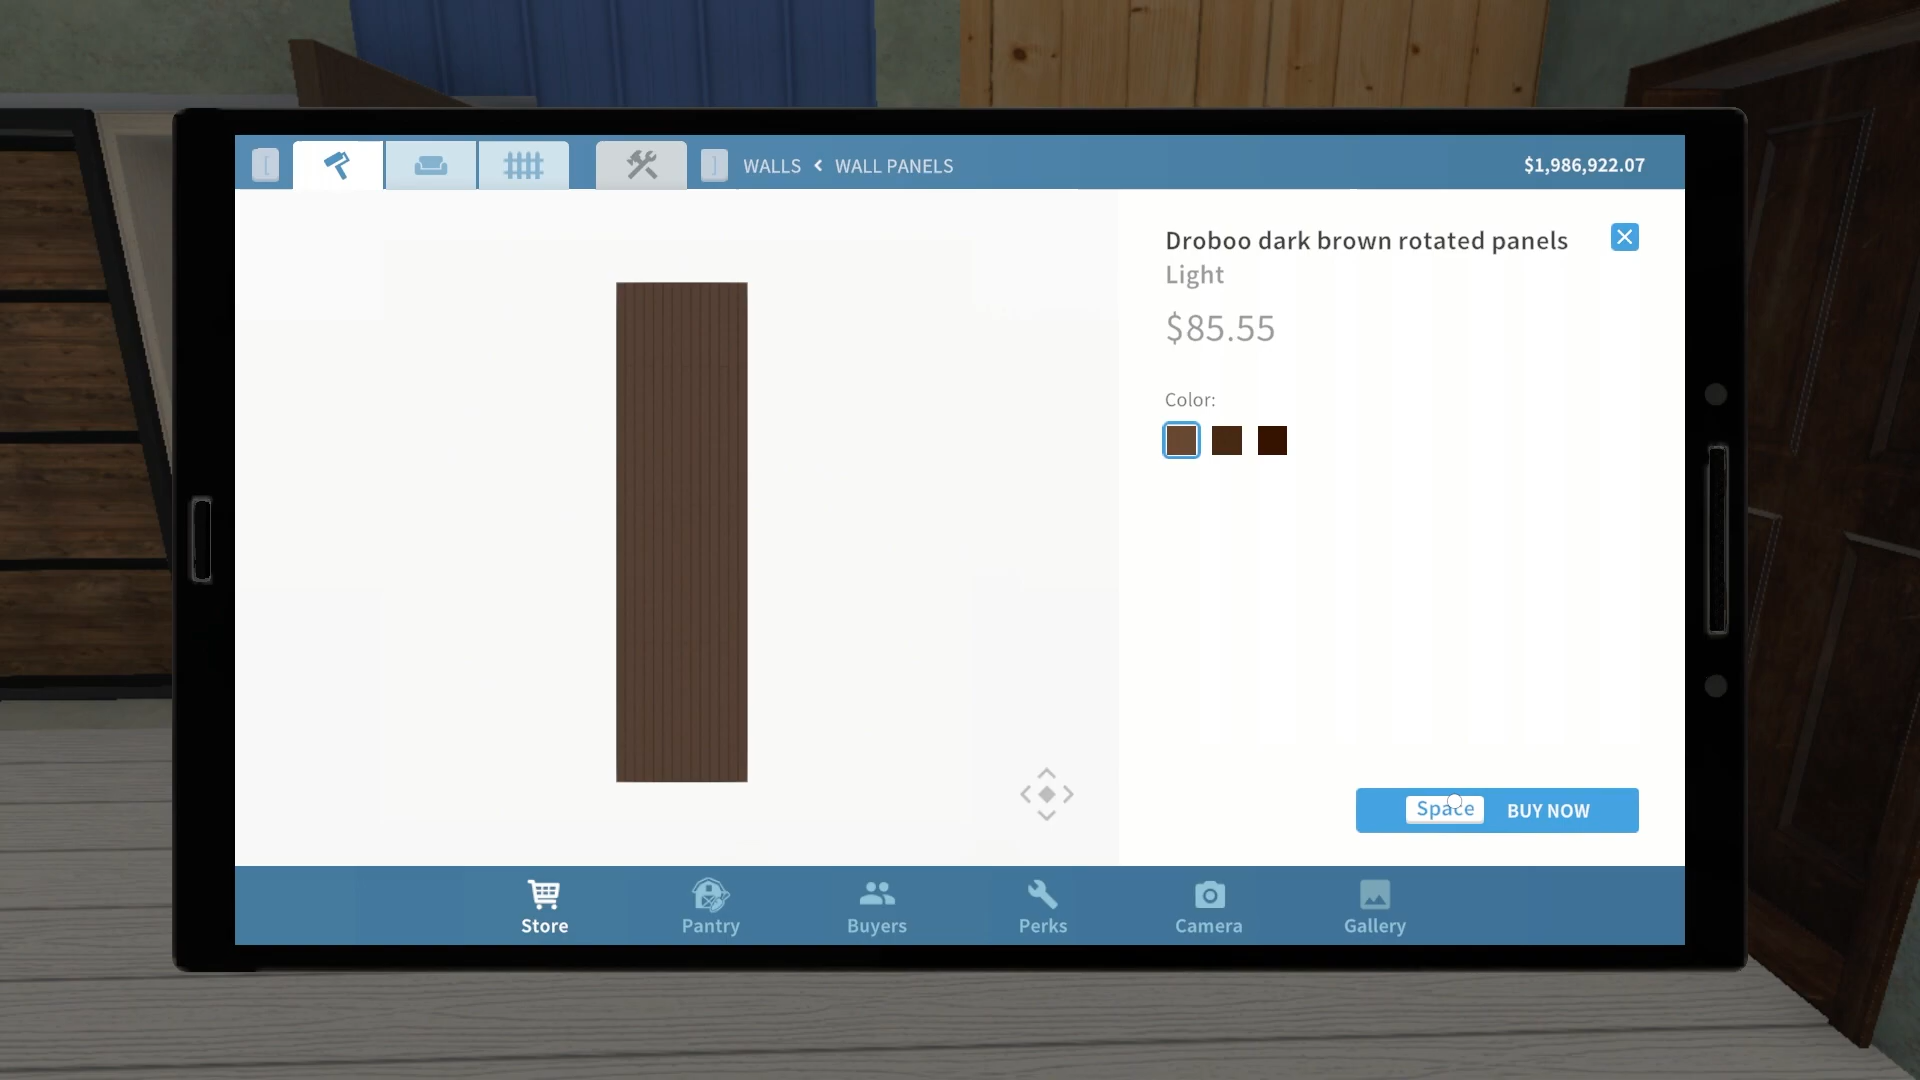 [
]
WALLS < WALL PANELS
$1,986,922.07
Droboo dark brown rotated panels
Light
$85.55
Color:
Space BUY NOW
Store
Pantry
Buyers
Perks
Camera
Gallery